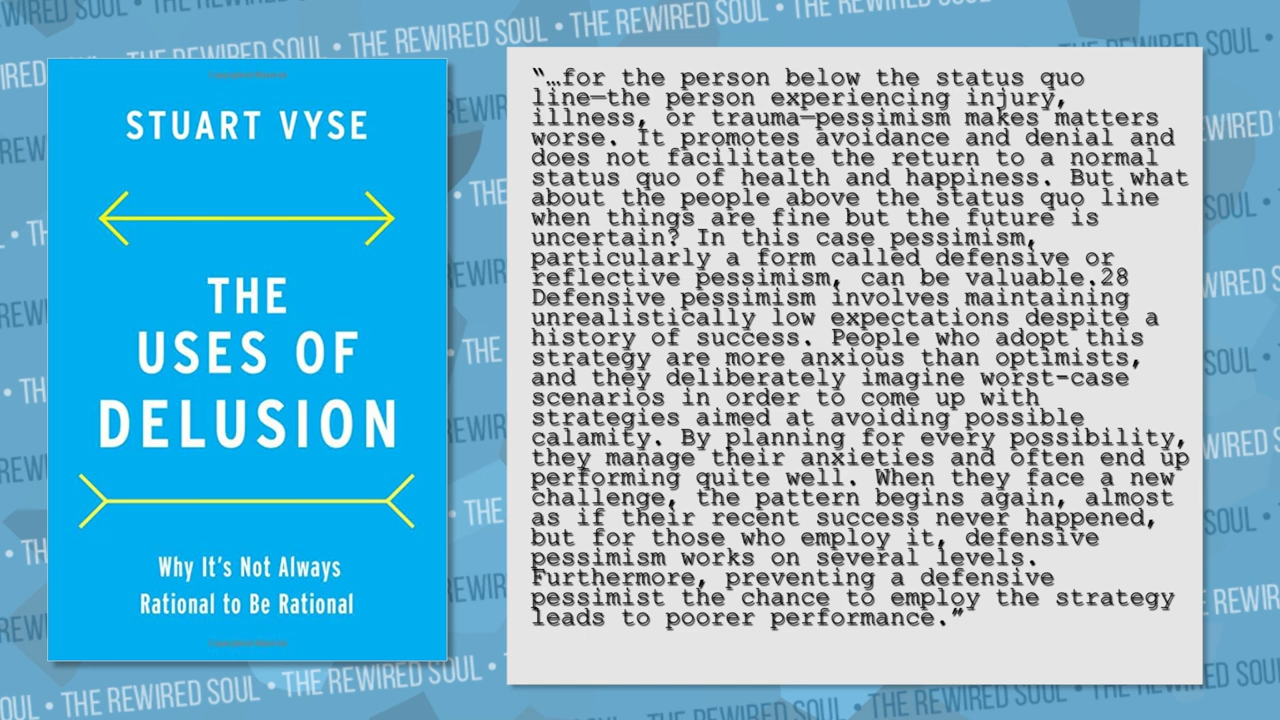 STUART VYSE
THE
USES OF
DELUSION
Why It's Not Always
Rational to Be Rational
“…for the person below the status quo
line—the person experiencing injury,
illness, or trauma—pessimism makes matters
worse. It promotes avoidance and denial and
does not facilitate the return to a normal
status quo of health and happiness. But what
about the people above the status quo line
when things are fine but the future is
uncertain? In this case pessimism,
particularly a form called defensive or
reflective pessimism, can be valuable.28
Defensive pessimism involves maintaining
unrealistically low expectations despite a
history of success. People who adopt this
strategy are more anxious than optimists,
and they deliberately imagine worst-case
scenarios in order to come up with
strategies aimed at avoiding possible
calamity. By planning for every possibility,
they manage their anxieties and often end up
performing quite well. When they face a new
challenge, the pattern begins again, almost
as if their recent success never happened,
but for those who employ it, defensive
pessimism works on several levels.
Furthermore, preventing a defensive
pessimist the chance to employ the strategy
leads to poorer performance.”
THE REWIRED SOUL • THE REWIRED SOUL • THE REWIRED SOUL • THE REWIRED SOUL
THE REWIRED SOUL • THE REWIRED SOUL